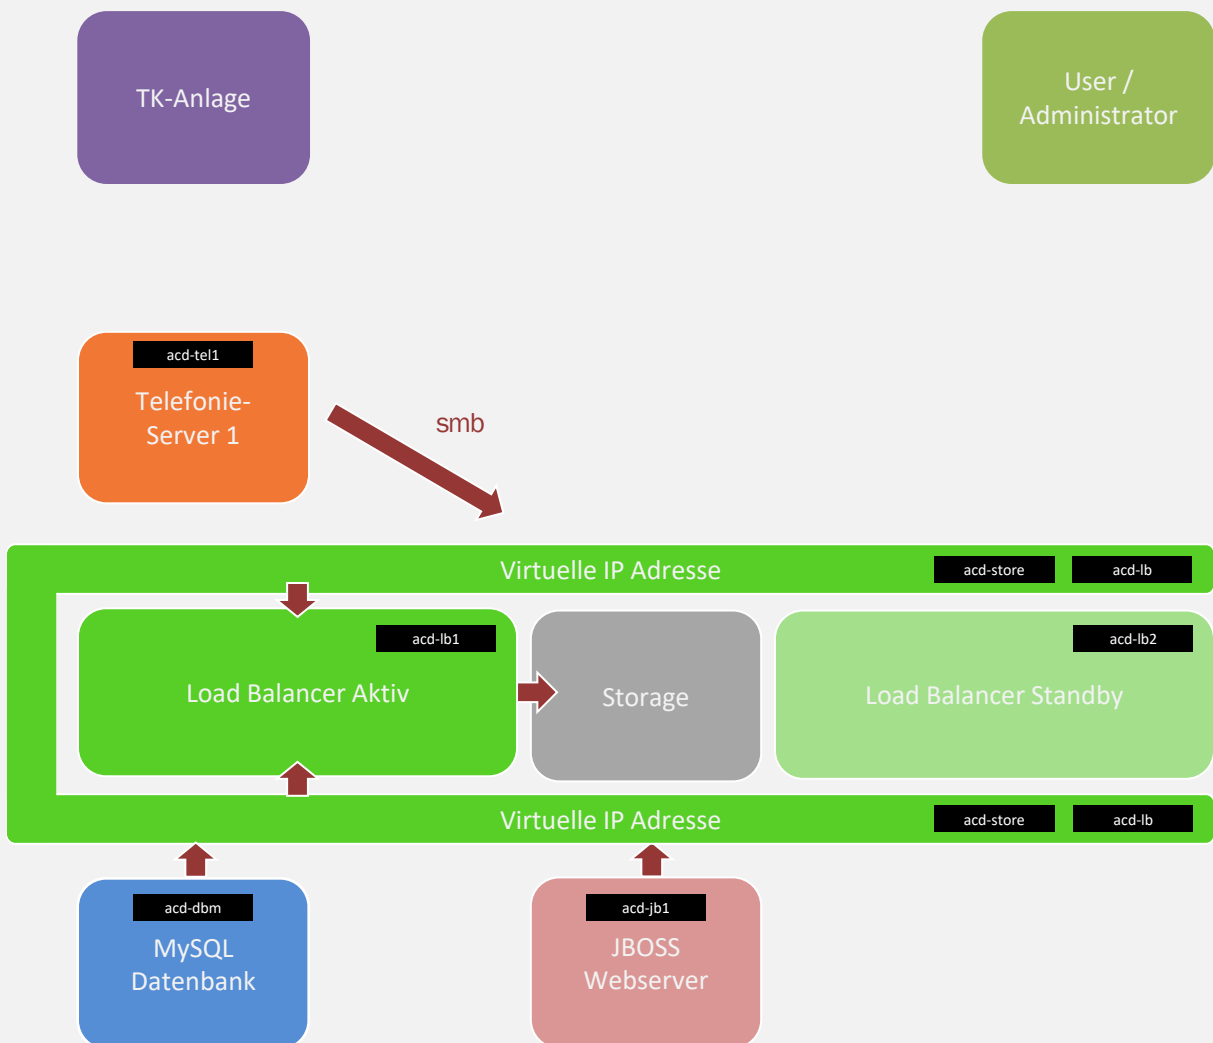 TK-Anlage
User /
Administrator
acd-tel1
Telefonie-
Server 1
smb
Virtuelle IP Adresse
acd-store
acd-lb
acd-lb1
Load Balancer Aktiv
Storage
acd-lb2
Load Balancer Standby
Virtuelle IP Adresse
acd-store
acd-lb
acd-dbm
MySQL
Datenbank
acd-jb1
JBOSS
Webserver